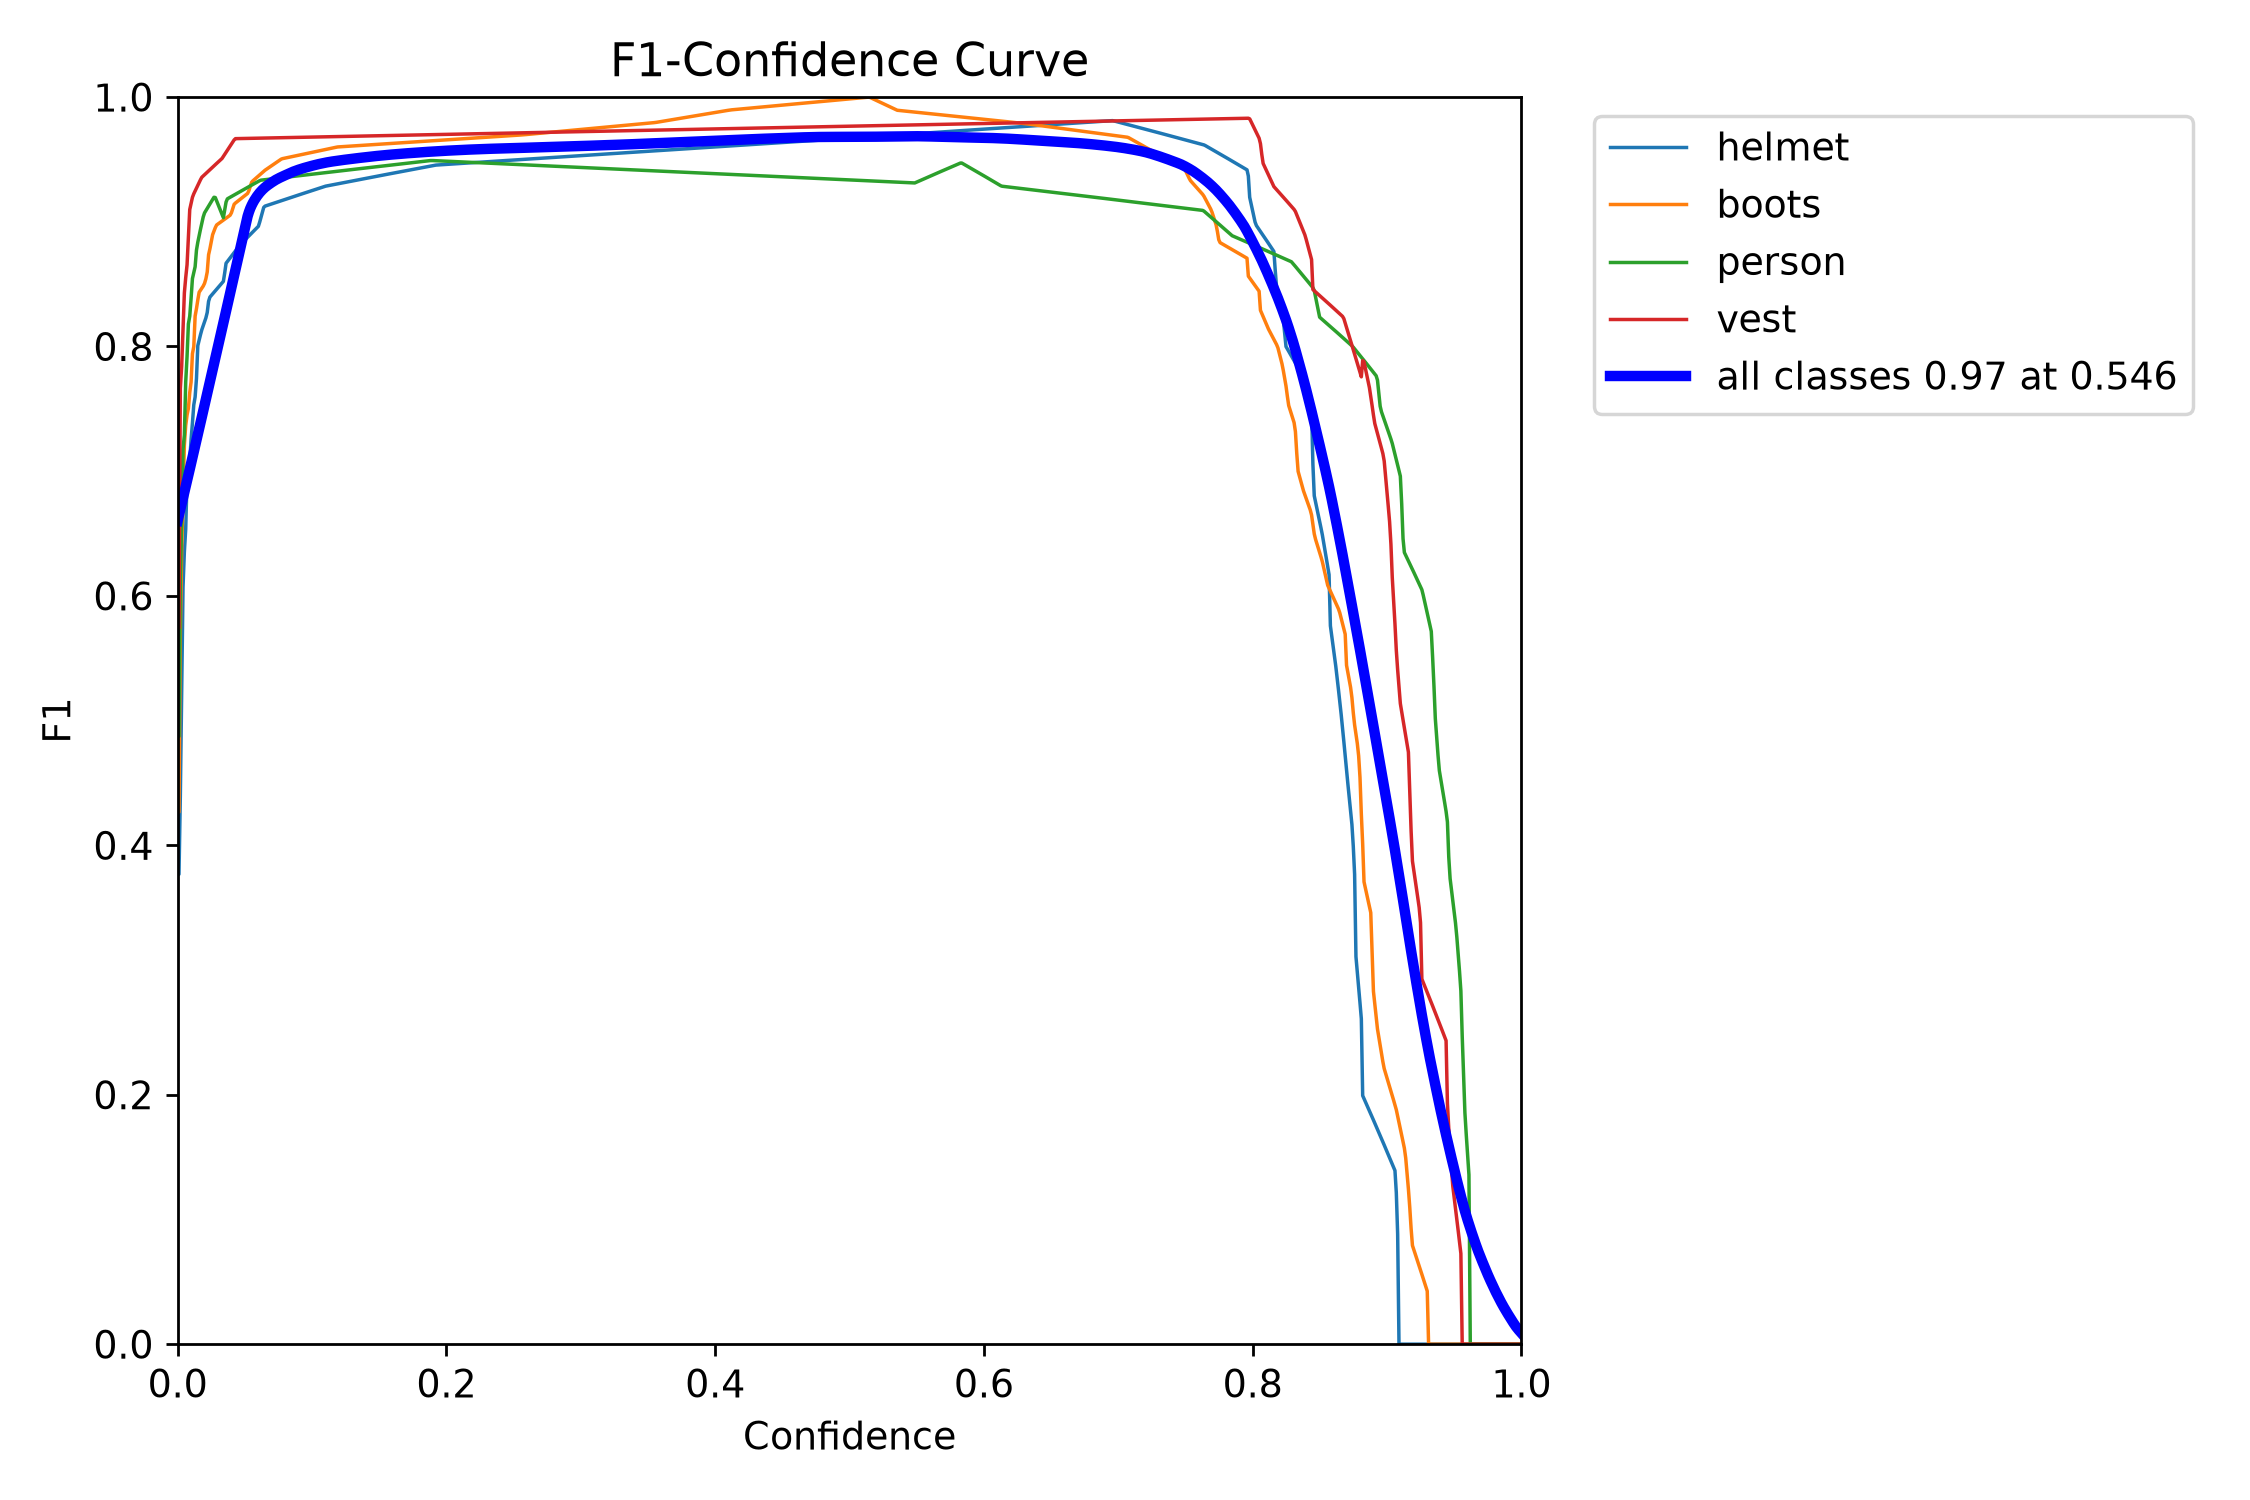 F1-Confidence Curve
1.0
0.8
0.6
0.4
0.2
0.0
F1
0.0 0.2 0.4 0.6 0.8 1.0
Confidence
helmet
boots
person
vest
all classes 0.97 at 0.546